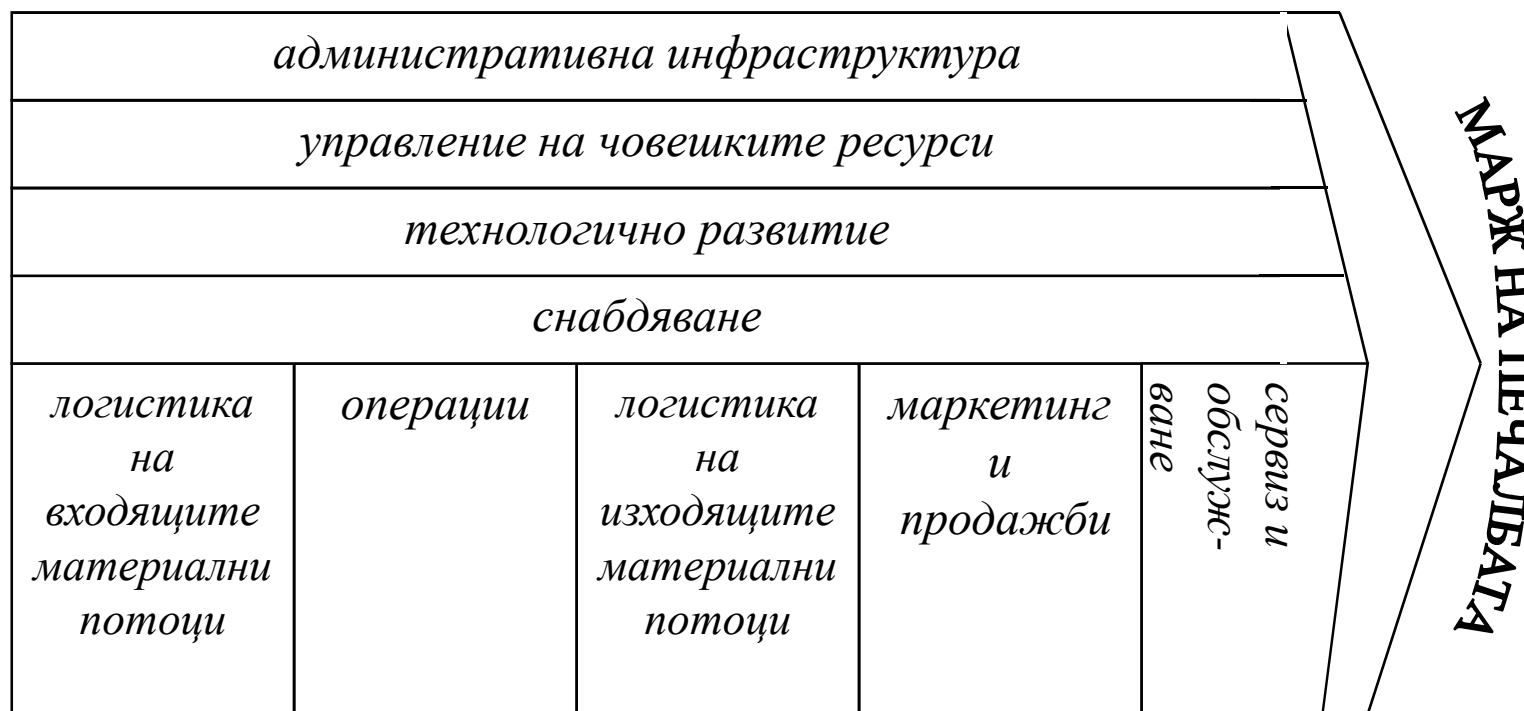 административна инфраструктура
управление на човешките ресурси
технологично развитие
снабдяване
логистика
на
входящите
материални
потоци
операции
логистика
на
изходящите
материални
потоци
маркетинг
и
продажби
сервиз и
обслуж-
ване
МАРЖ НА ПЕЧАЛБАТА